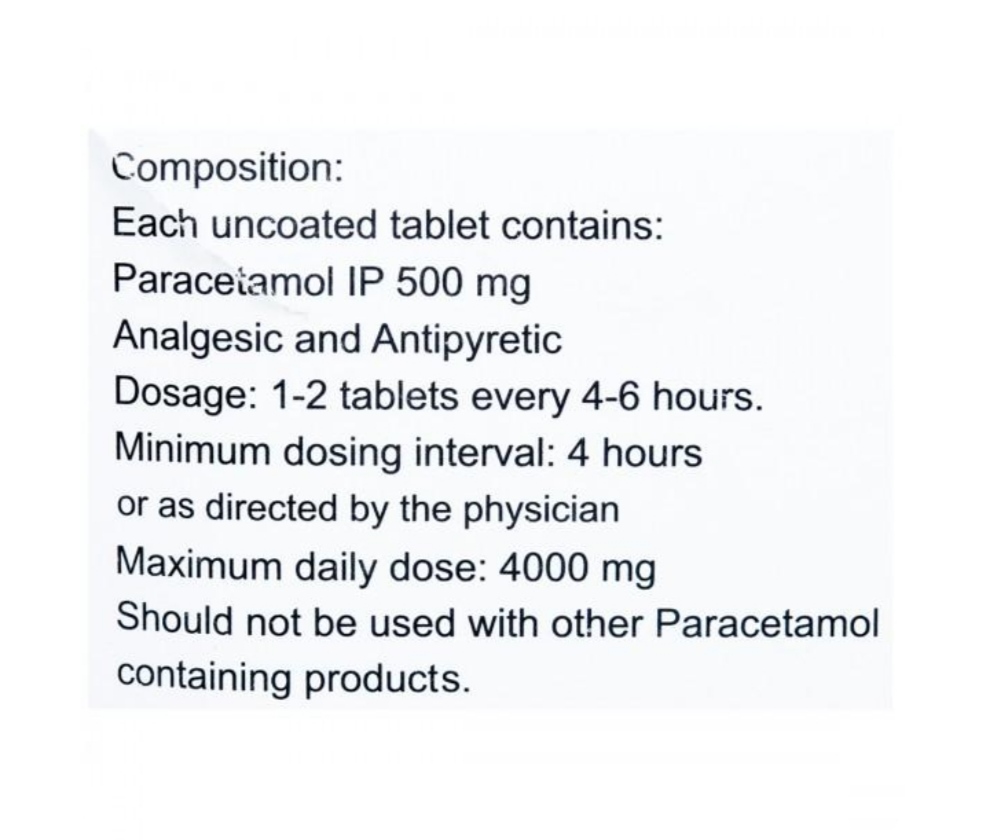 Composition:
Each uncoated tablet contains:
Paracetamol IP 500 mg
Analgesic and Antipyretic
Dosage: 1-2 tablets every 4-6 hours.
Minimum dosing interval: 4 hours
or as directed by the physician
Maximum daily dose: 4000 mg
Should not be used with other Paracetamol
containing products.